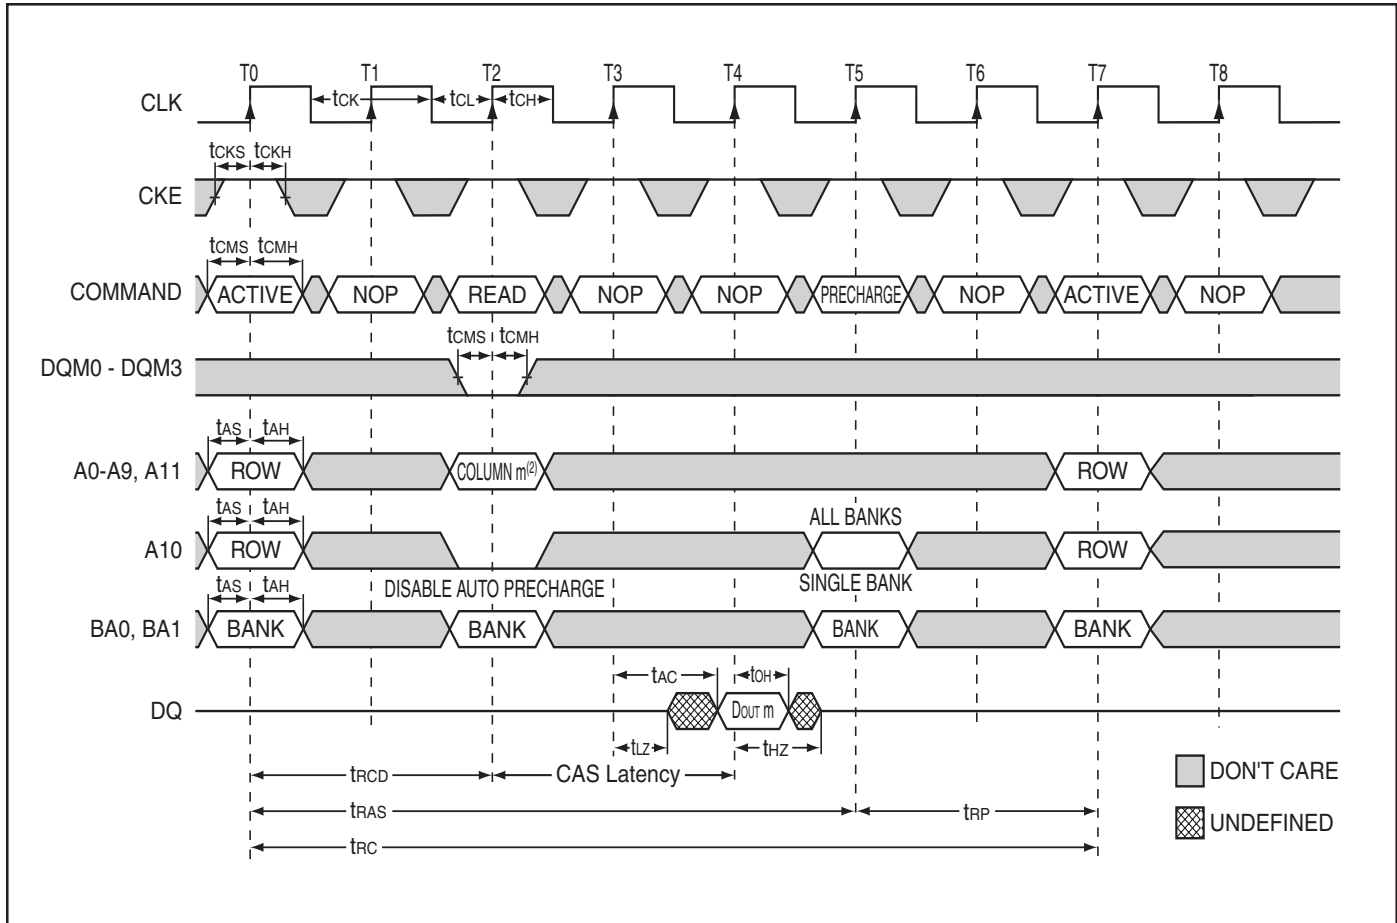 T0 T1 T2 T3 T4 T5 T6 T7 T8
CLK tCK tCL tCH
tCKS tCKH
CKE
tCMS tCMH
COMMAND ACTIVE NOP READ NOP NOP PRECHARGE NOP ACTIVE NOP
tCMS tCMH
DQM0 - DQM3
tAS tAH
A0-A9, A11 ROW COLUMN m(2) ROW
tAS tAH ALL BANKS
A10 ROW ROW
tAS tAH DISABLE AUTO PRECHARGE SINGLE BANK
BA0, BA1 BANK BANK BANK BANK
tAC tOH
DQ DOUT m
tLZ tHZ
tRCD CAS Latency
DON'T CARE
tRAS tRP
UNDEFINED
tRC